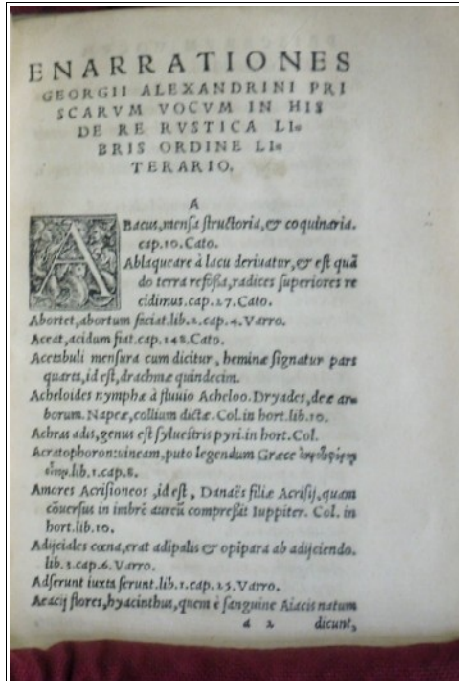 ENARRATIONES
GEORGII ALEXANDRINI PRI
SCARVM VOCVM IN HIS
DE RE RVSTICA LI-
BRIS ORDINE LI-
TERARIO.
A
ABacus, mensa structoria, & coquinaria.
cap.10. Cato.
Ablaqueare à lacu deriuatur, & est quā
do terra refossa, radices superiores re
cidimus.cap.27.Cato.
Abortet, abortum faciat.lib.2.cap.4.Varro.
Aceat, acidum fiat.cap.148.Cato.
Acetabuli mensura cum dicitur, heminæ signatur pars
quarta, id est, drachmæ quindecim.
Acheloides nymphæ à fluuio Acheloo. Dryades, deæ ar-
borum. Napeæ, collium dictæ. Col. in hort.lib.10.
Achras adis, genus est syluestris pyri.in hort. Col.
Acratophoron: uineam, puto legendum Græce
lib.1.cap.8.
Amores Acrisioneos, id est, Danaës filiæ Acrisij, quam
cōuersus in imbrē aureū compressit Iuppiter. Col. in
hort.lib.10.
Adijciales cœna, erat adipalis & opipara ab adijciendo.
lib.3.cap.6.Varro.
Adserunt iuxta serunt.lib.1.cap.25.Varro.
Aeacij flores, hyacinthus, quem è sanguine Aiacis natum
a 2 dicunt,